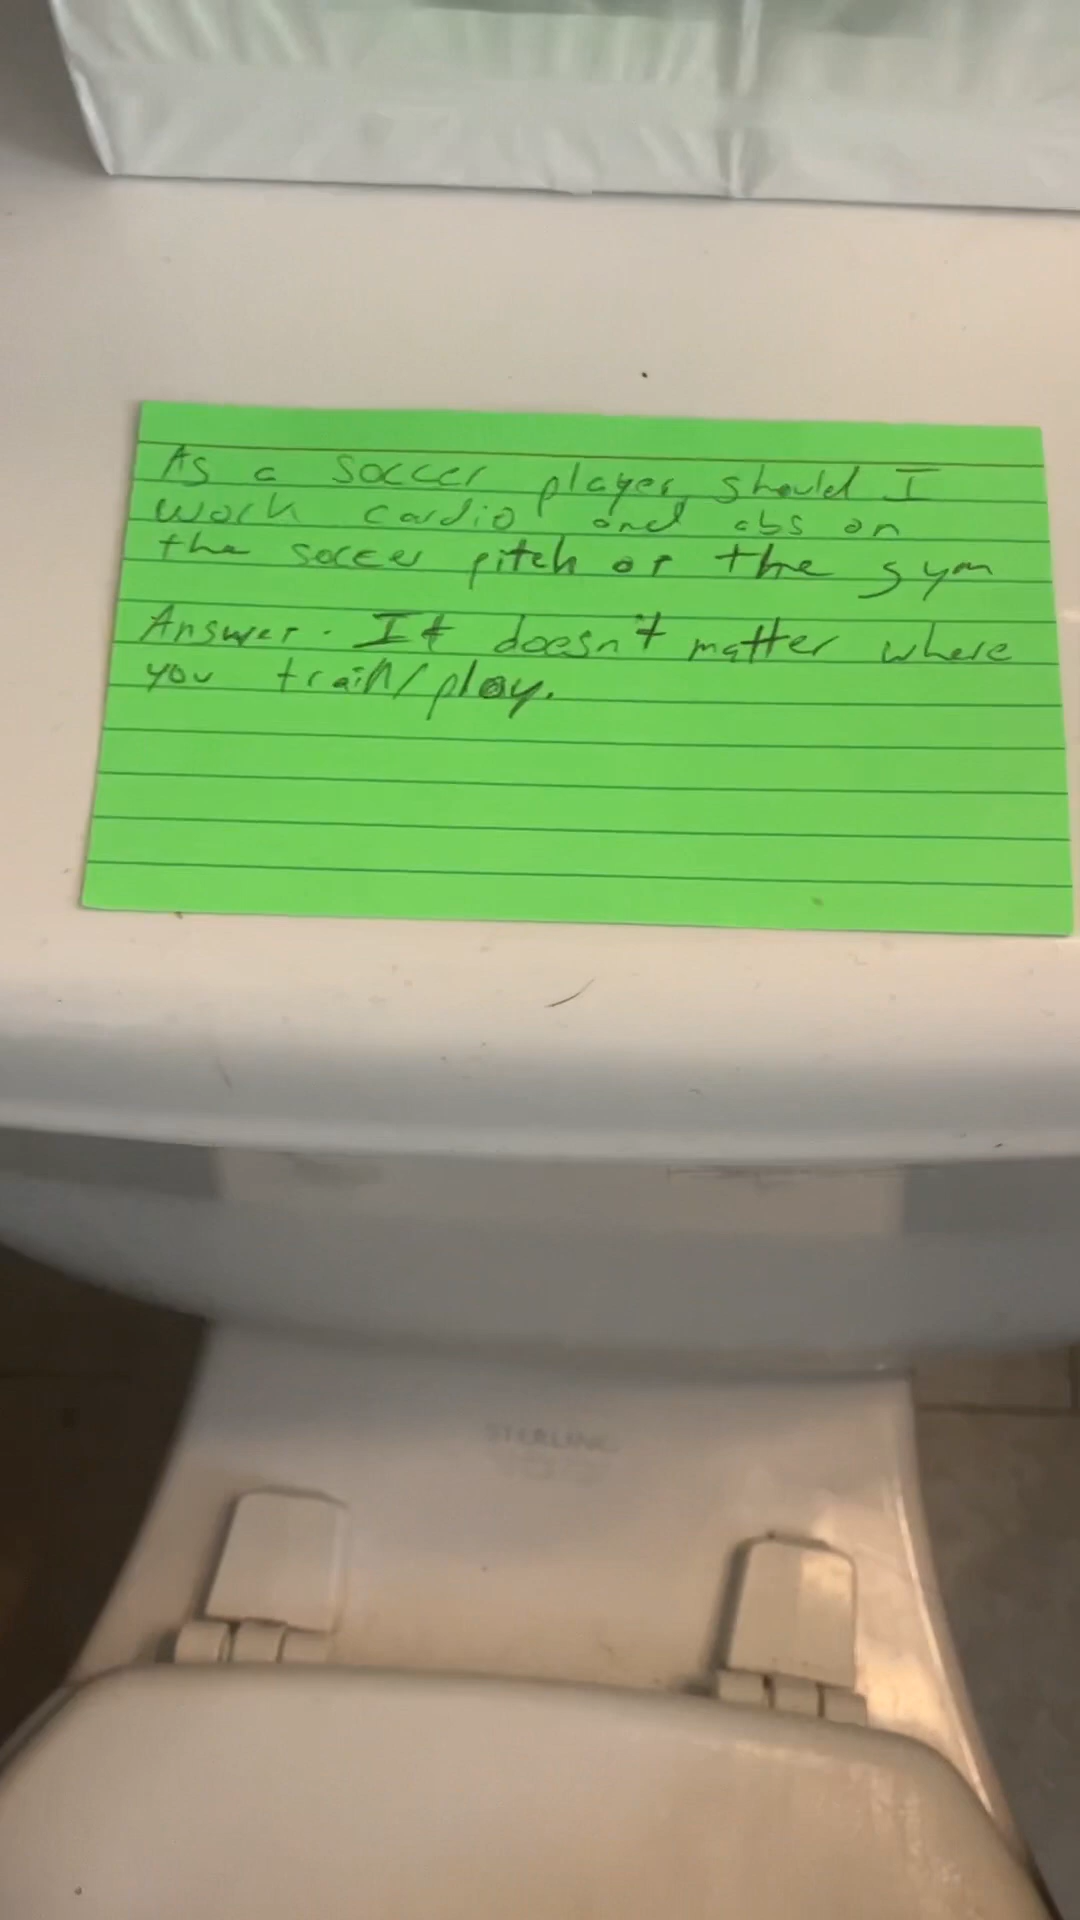 As a soccer player, should I
work cardio and abs on
the soccer pitch or the gym
Answer. It doesn't matter where
you train/play.
STERLING